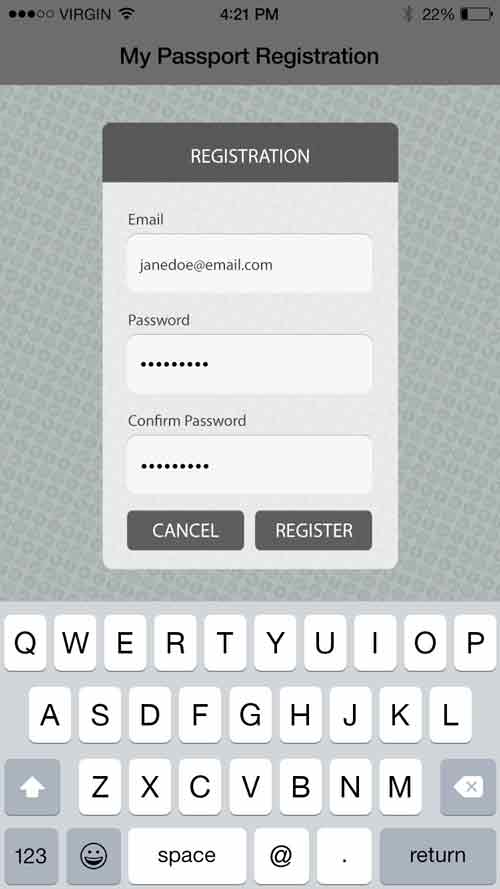 VIRGIN 4:21 PM 22%
My Passport Registration
REGISTRATION
Email
janedoe@email.com
Password
•••••••••
Confirm Password
•••••••••
CANCEL REGISTER
Q W E R T Y U I O P
A S D F G H J K L
Z X C V B N M
123 space @ . return